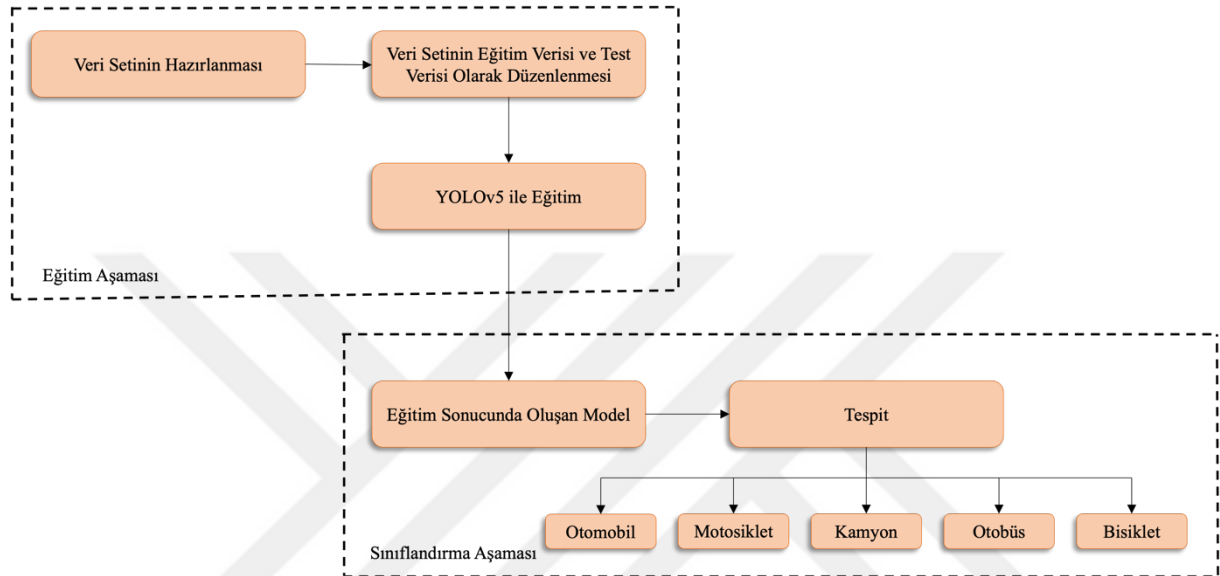 Veri Setinin Hazırlanması
Veri Setinin Eğitim Verisi ve Test
Verisi Olarak Düzenlenmesi
YOLOv5 ile Eğitim
Eğitim Aşaması
Eğitim Sonucunda Oluşan Model
Tespit
Otomobil
Motosiklet
Kamyon
Otobüs
Bisiklet
Sınıflandırma Aşaması